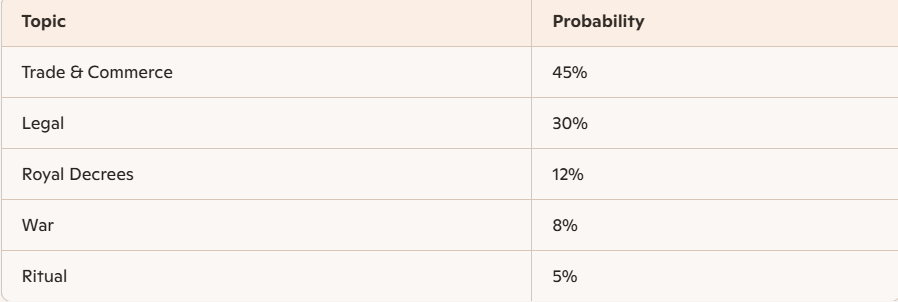 Topic Probability
Trade & Commerce 45%
Legal 30%
Royal Decrees 12%
War 8%
Ritual 5%